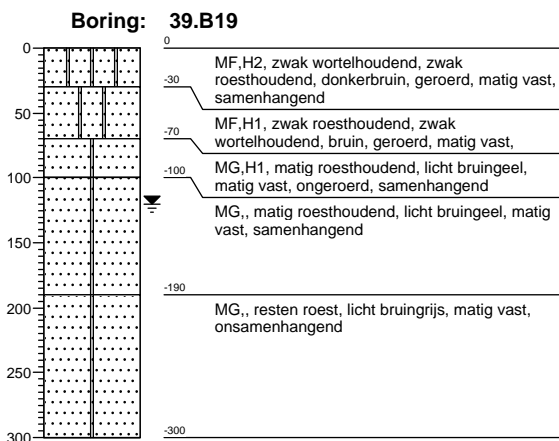 Boring: 39.B19
0
0
MF,H2, zwak wortelhoudend, zwak
roesthoudend, donkerbruin, geroerd, matig vast,
samenhangend
-30
50
MF,H1, zwak roesthoudend, zwak
wortelhoudend, bruin, geroerd, matig vast,
-70
100
-100
MG,H1, matig roesthoudend, licht bruingeel,
matig vast, ongeroerd, samenhangend
MG,, matig roesthoudend, licht bruingeel, matig
vast, samenhangend
150
-190
200
MG,, resten roest, licht bruingrijs, matig vast,
onsamenhangend
250
300
-300